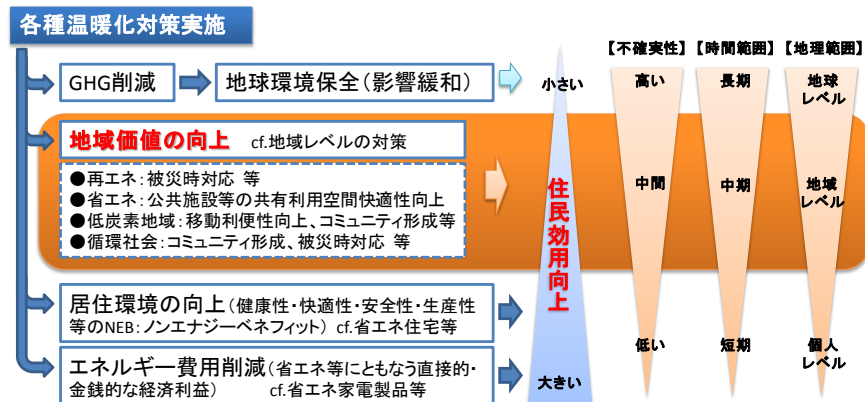 各種温暖化対策実施
GHG削減
地球環境保全(影響緩和)
地域価値の向上 cf.地域レベルの対策
●再エネ:被災時対応 等
●省エネ:公共施設等の共有利用空間快適性向上
●低炭素地域:移動利便性向上、コミュニティ形成等
●循環社会:コミュニティ形成、被災時対応 等
居住環境の向上(健康性・快適性・安全性・生産性
等のNEB:ノンエナジーベネフィット) cf.省エネ住宅等
エネルギー費用削減(省エネ等にともなう直接的・
金銭的な経済利益) cf.省エネ家電製品等
小さい
住民効用向上
大きい
【不確実性】
高い
中間
低い
【時間範囲】
長期
中期
短期
【地理範囲】
地球
レベル
地域
レベル
個人
レベル